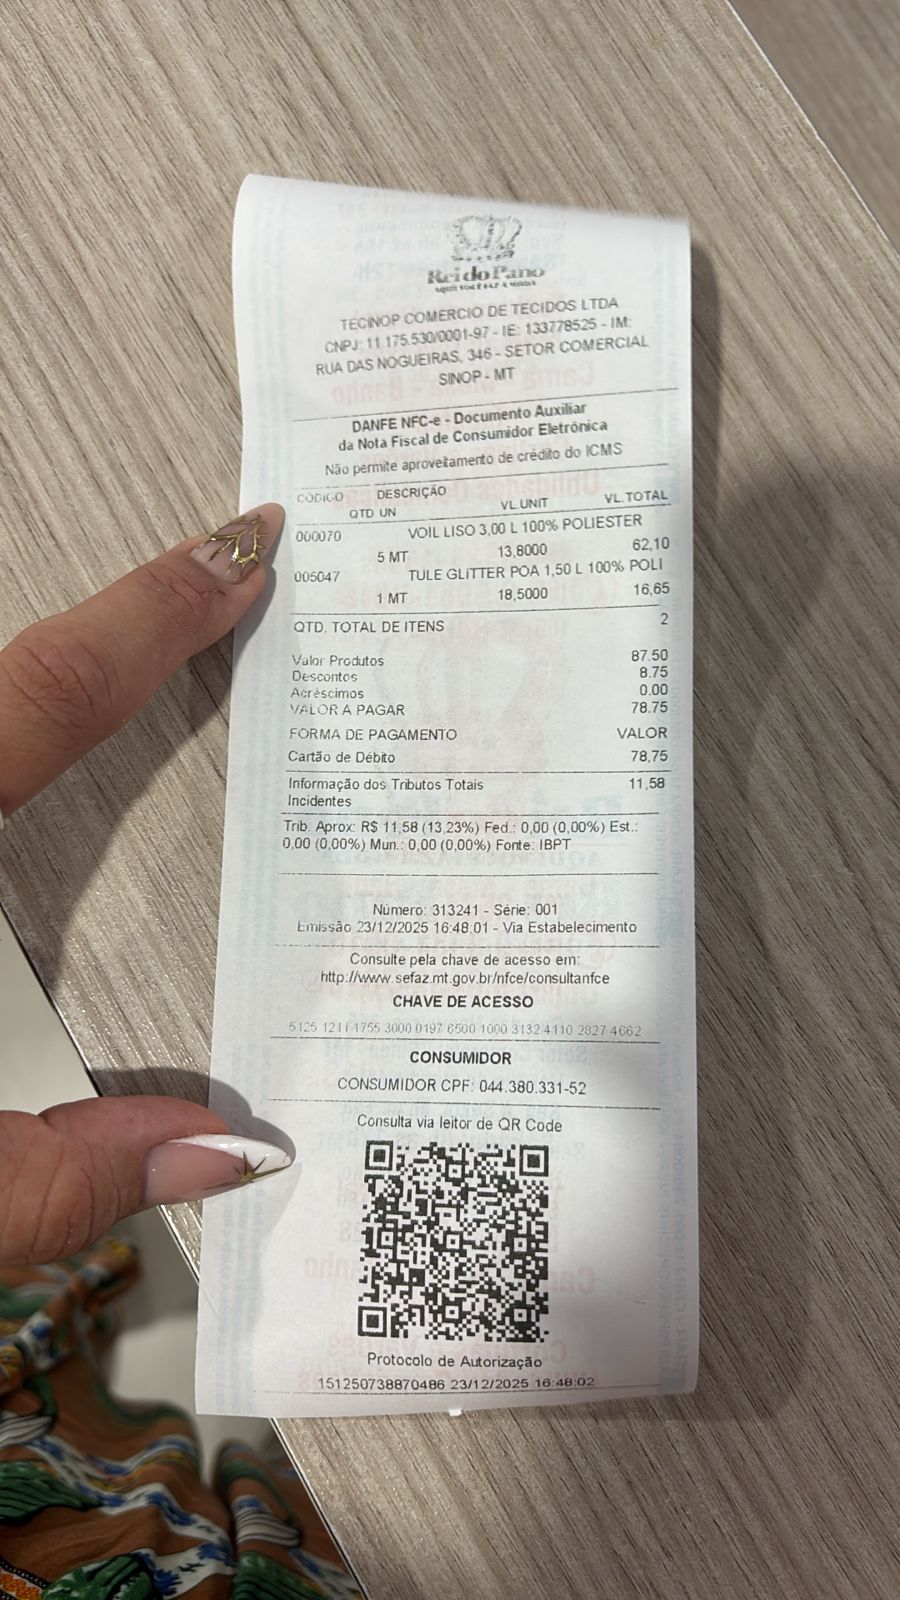 Rei do Pano
AQUI VOCÊ FAZ A MODA
TECINOP COMERCIO DE TECIDOS LTDA
CNPJ: 11.175.530/0001-97 - IE: 133778525 - IM:
RUA DAS NOGUEIRAS, 346 - SETOR COMERCIAL
SINOP - MT
DANFE NFC-e - Documento Auxiliar
da Nota Fiscal de Consumidor Eletrônica
Não permite aproveitamento de crédito do ICMS
CÓDIGO DESCRIÇÃO
QTD UN VL.UNIT VL.TOTAL
000070 VOIL LISO 3,00 L 100% POLIESTER
5 MT 13,8000 62,10
005047 TULE GLITTER POA 1,50 L 100% POLI
1 MT 18,5000 16,65
QTD. TOTAL DE ITENS 2
Valor Produtos 87.50
Descontos 8.75
Acréscimos 0.00
VALOR A PAGAR 78.75
FORMA DE PAGAMENTO VALOR
Cartão de Débito 78,75
Informação dos Tributos Totais 11,58
Incidentes
Trib. Aprox: R$ 11,58 (13,23%) Fed.: 0,00 (0,00%) Est.:
0,00 (0,00%) Mun.: 0,00 (0,00%) Fonte: IBPT
Número: 313241 - Série: 001
Emissão 23/12/2025 16:48:01 - Via Estabelecimento
Consulte pela chave de acesso em:
http://www.sefaz.mt.gov.br/nfce/consultanfce
CHAVE DE ACESSO
5125 1211 1755 3000 0197 6500 1000 3132 4110 2827 4662
CONSUMIDOR
CONSUMIDOR CPF: 044.380.331-52
Consulta via leitor de QR Code
Protocolo de Autorização
151250738870486 23/12/2025 16:48:02